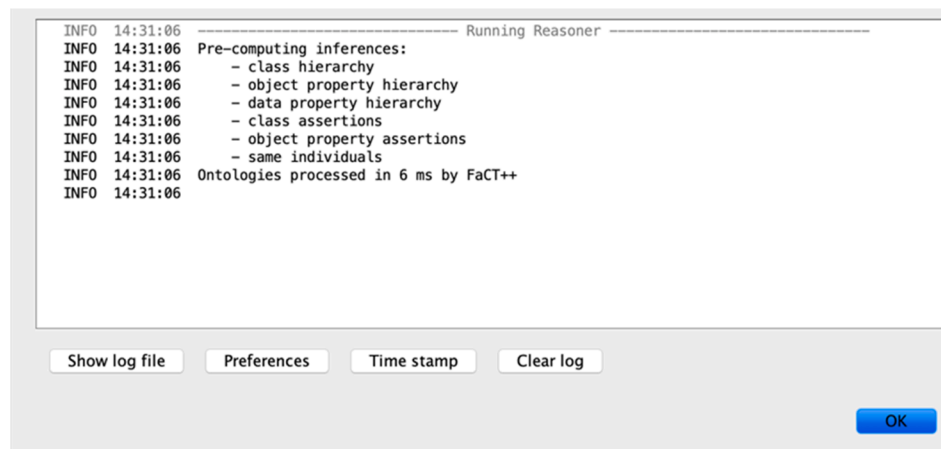 INFO 14:31:06 ------------------------------- Running Reasoner -------------------------------
INFO 14:31:06 Pre-computing inferences:
INFO 14:31:06 - class hierarchy
INFO 14:31:06 - object property hierarchy
INFO 14:31:06 - data property hierarchy
INFO 14:31:06 - class assertions
INFO 14:31:06 - object property assertions
INFO 14:31:06 - same individuals
INFO 14:31:06 Ontologies processed in 6 ms by FaCT++
INFO 14:31:06
Show log file Preferences Time stamp Clear log
OK